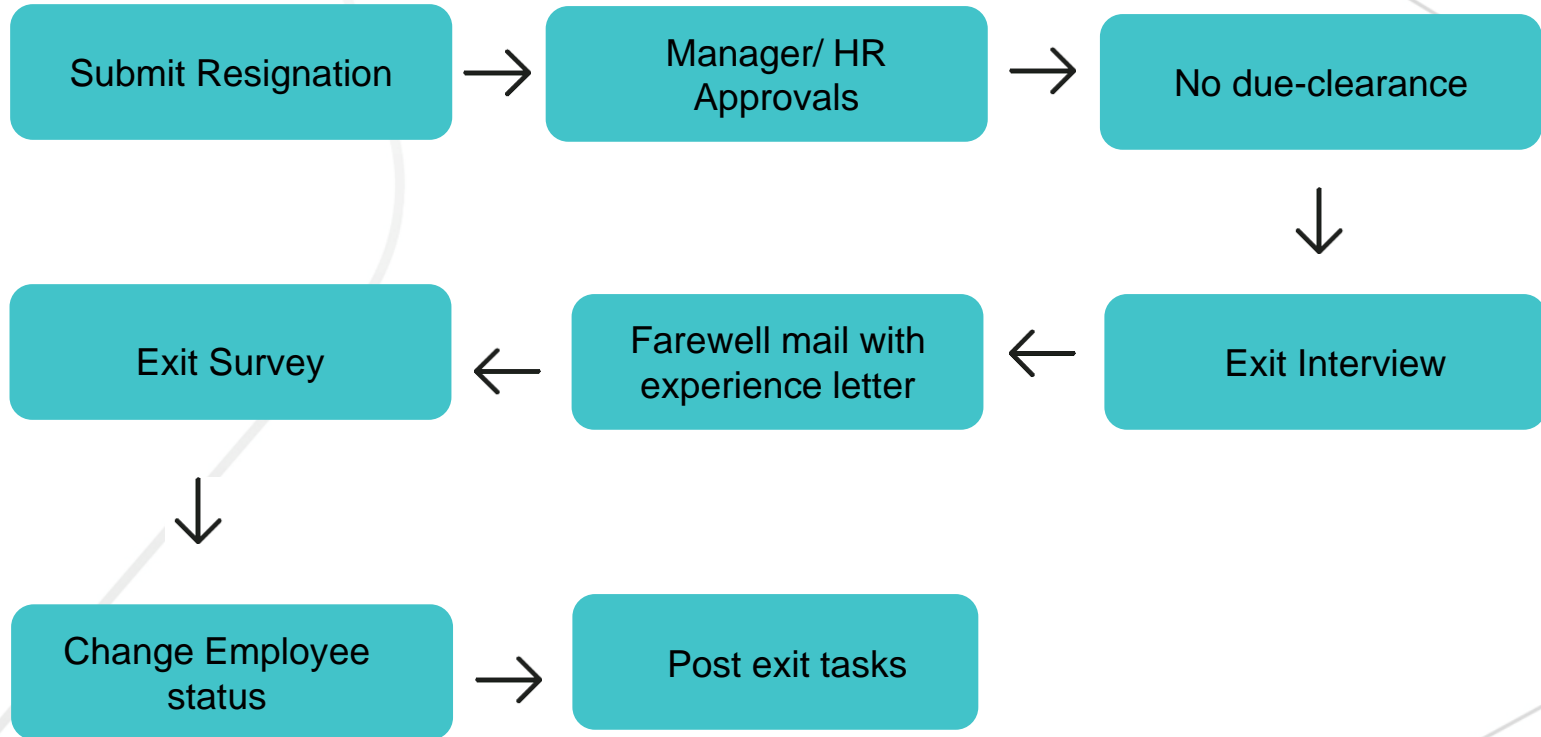 Submit Resignation
Manager/ HR
Approvals
No due-clearance
Exit Interview
Farewell mail with
experience letter
Exit Survey
Change Employee
status
Post exit tasks